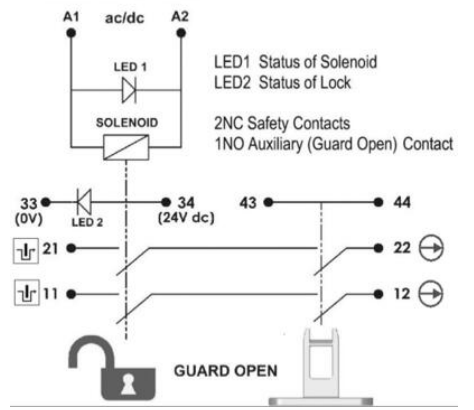 A1 ac/dc A2
LED 1
LED1 Status of Solenoid
LED2 Status of Lock
SOLENOID
2NC Safety Contacts
1NO Auxiliary (Guard Open) Contact
33 34 43 44
(0V) LED 2 (24V dc)
21 22
11 12
GUARD OPEN